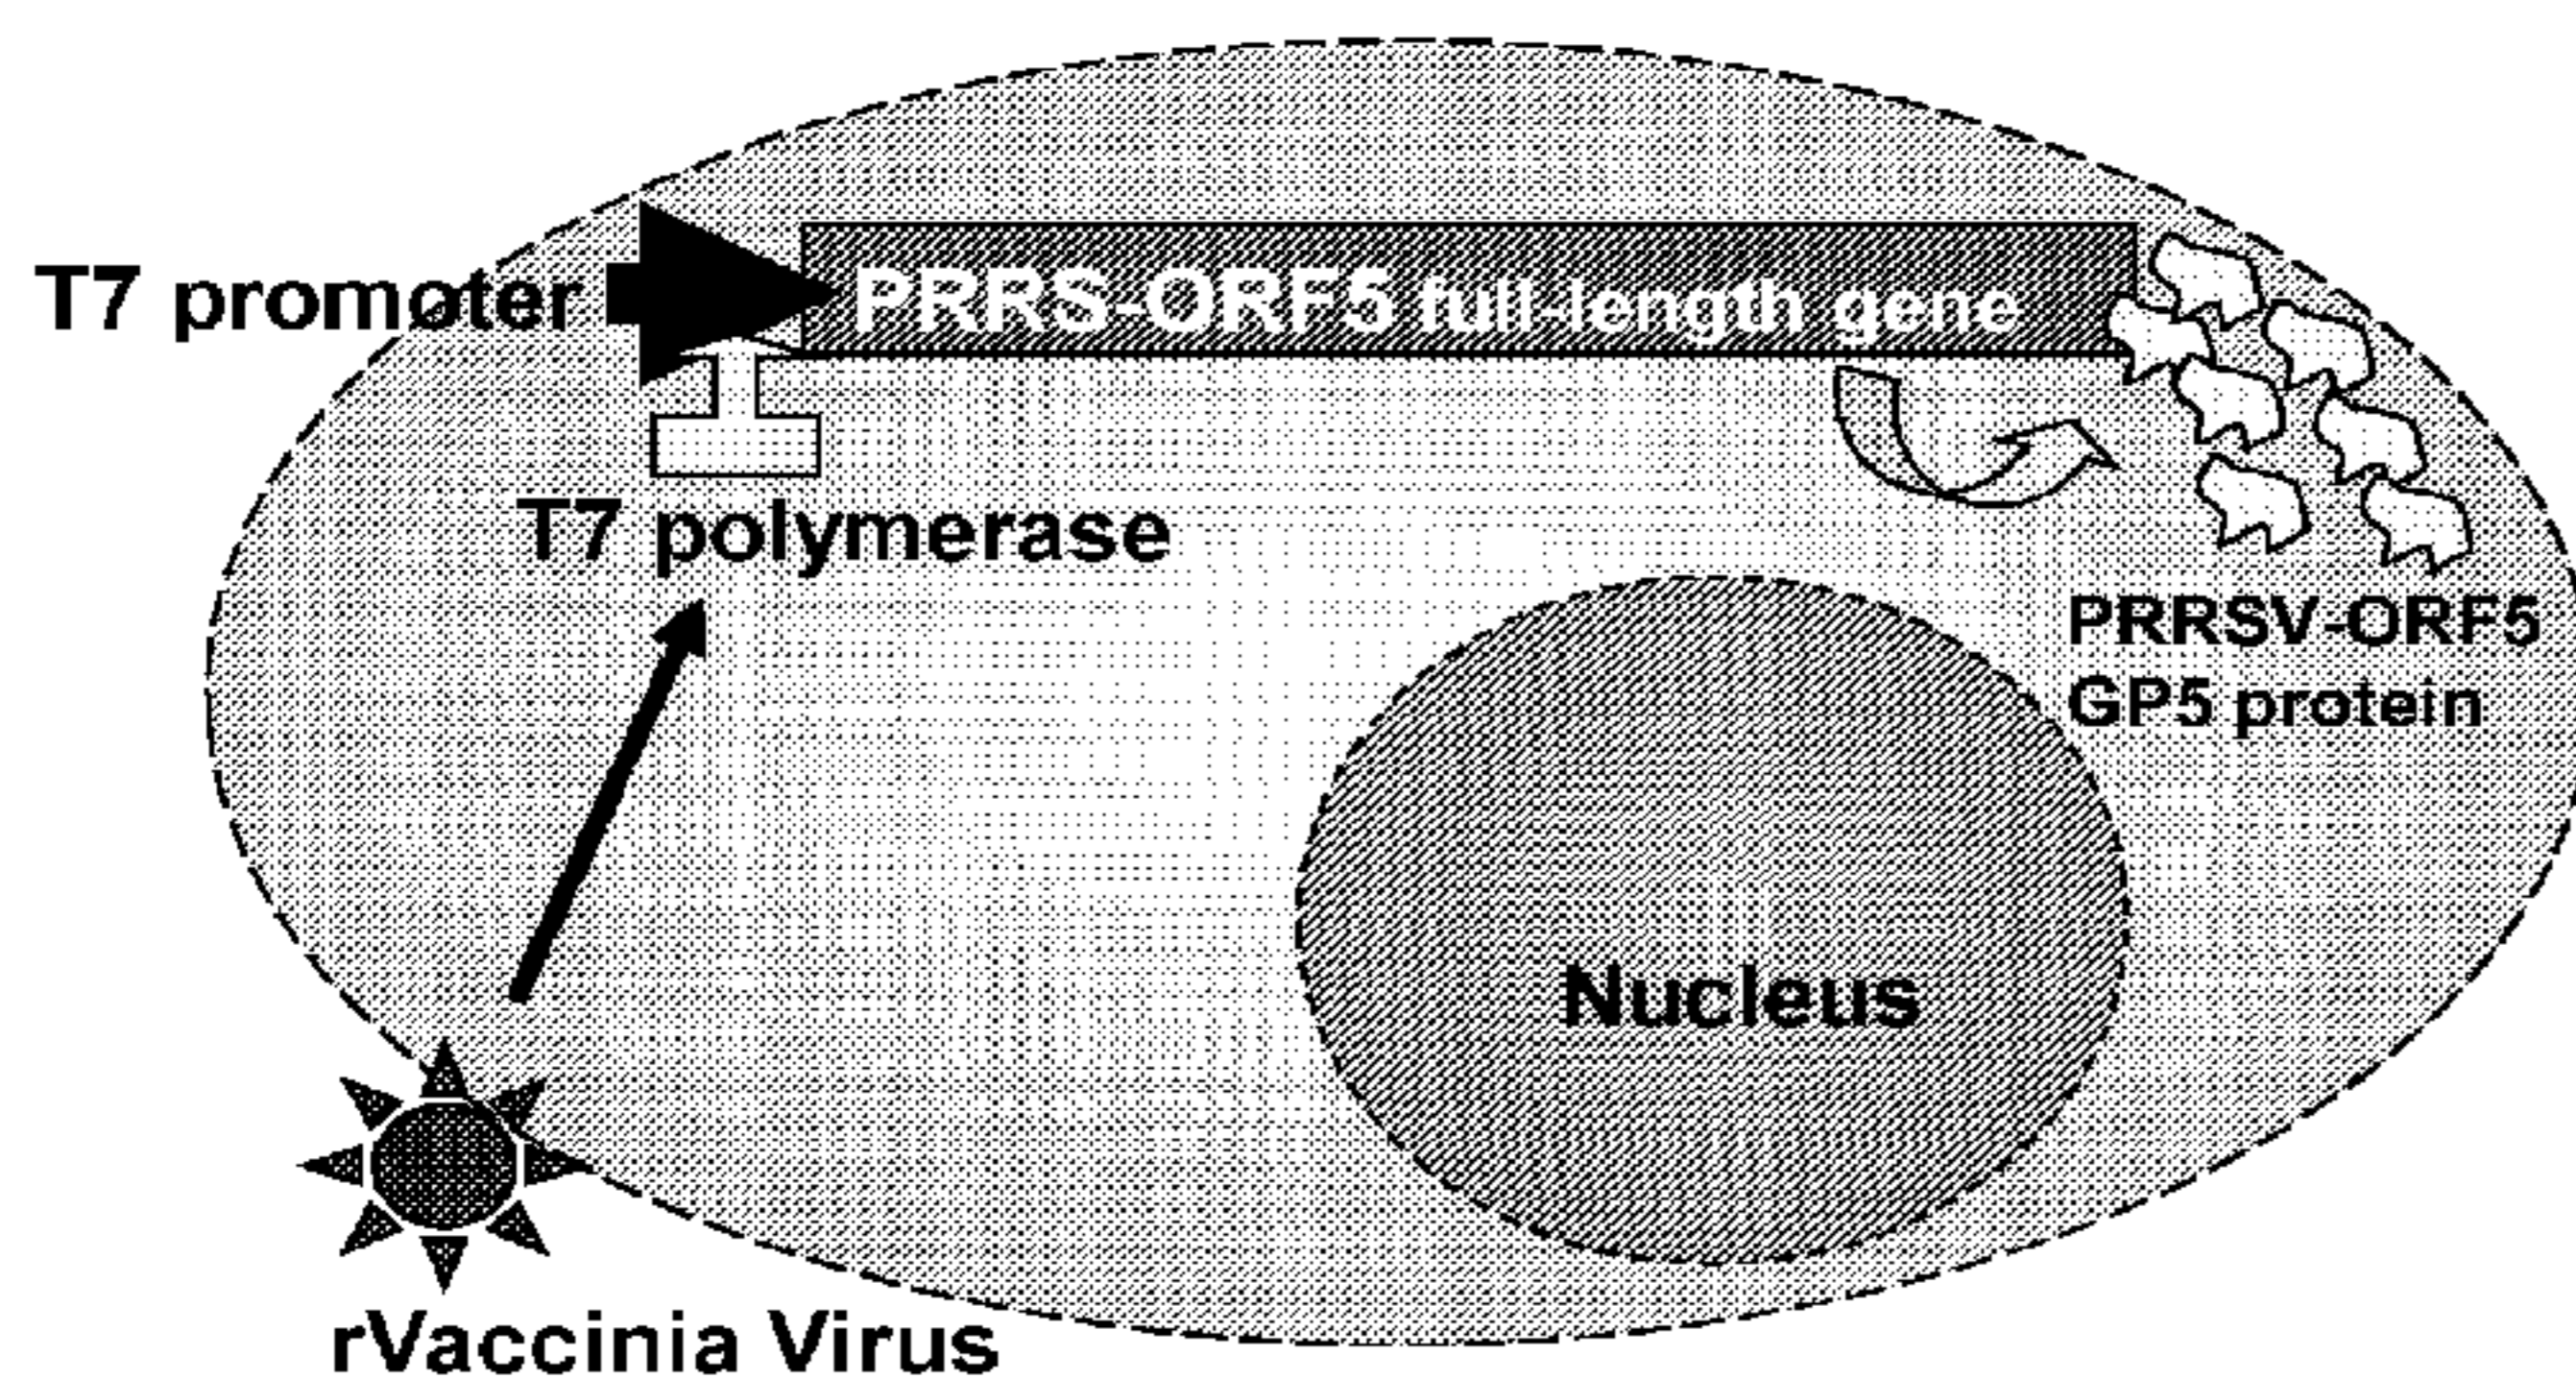 T7 promoter
PRRS-ORF5 full-length gene
T7 polymerase
PRRSV-ORF5
GP5 protein
Nucleus
rVaccinia Virus